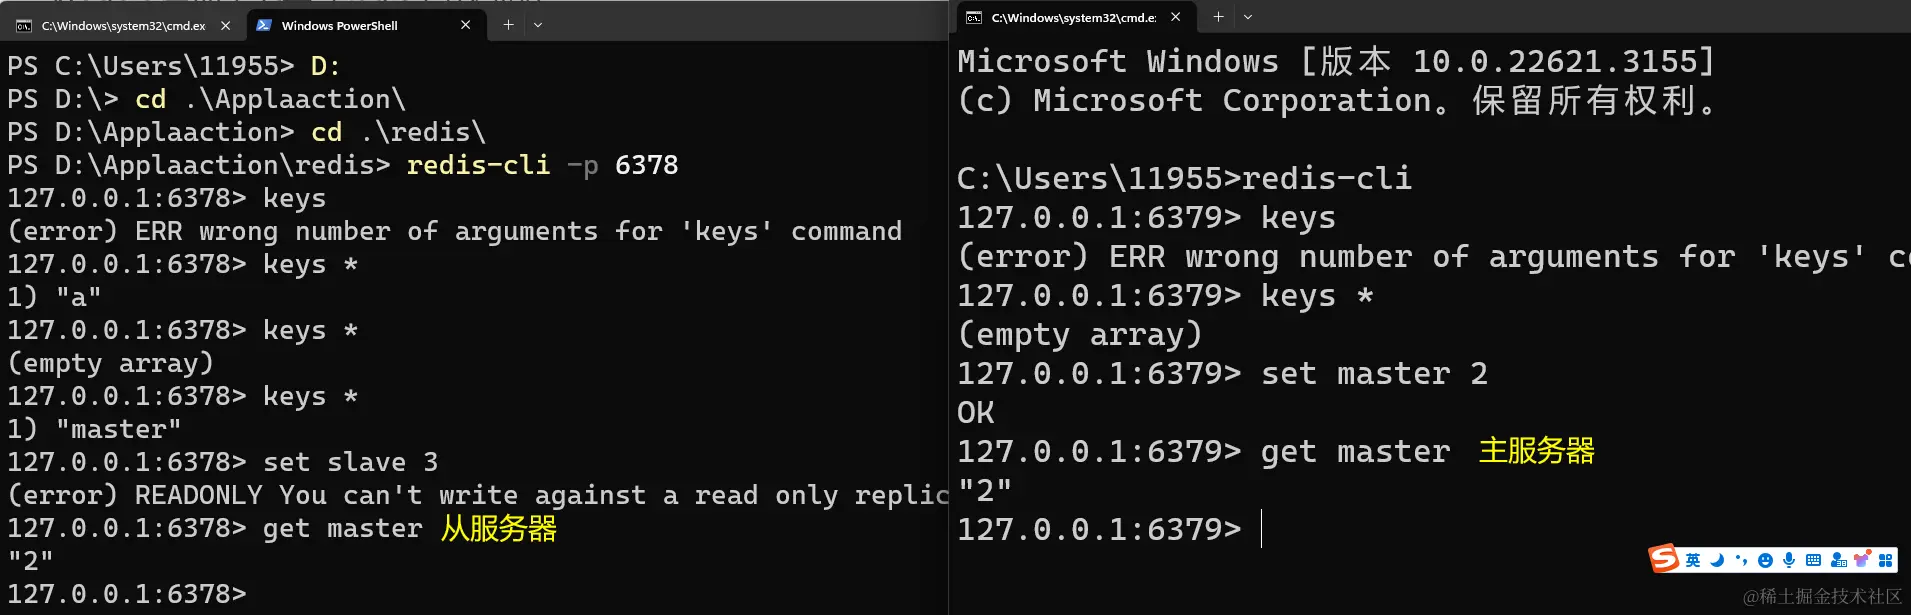 C:\Windows\system32\cmd.ex
Windows PowerShell
PS C:\Users\11955> D:
PS D:\> cd .\Applaaction\
PS D:\Applaaction> cd .\redis\
PS D:\Applaaction\redis> redis-cli -p 6378
127.0.0.1:6378> keys
(error) ERR wrong number of arguments for 'keys' command
127.0.0.1:6378> keys *
1) "a"
127.0.0.1:6378> keys *
(empty array)
127.0.0.1:6378> keys *
1) "master"
127.0.0.1:6378> set slave 3
(error) READONLY You can't write against a read only replic
127.0.0.1:6378> get master 从服务器
"2"
127.0.0.1:6378>
C:\Windows\system32\cmd.e
Microsoft Windows [版本 10.0.22621.3155]
(c) Microsoft Corporation。保留所有权利。
C:\Users\11955>redis-cli
127.0.0.1:6379> keys
(error) ERR wrong number of arguments for 'keys' c
127.0.0.1:6379> keys *
(empty array)
127.0.0.1:6379> set master 2
OK
127.0.0.1:6379> get master 主服务器
"2"
127.0.0.1:6379>
英
@稀土掘金技术社区